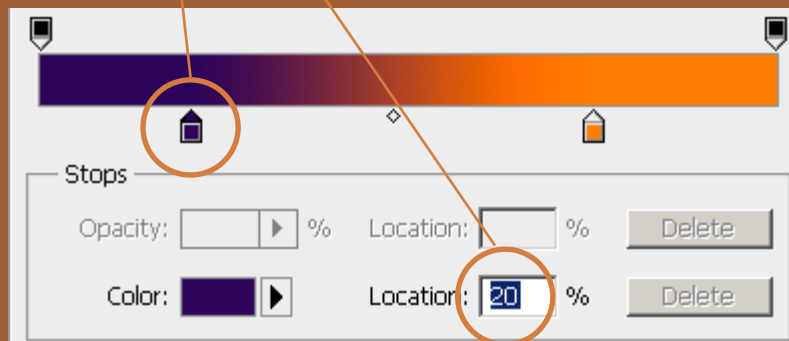 Stops
Opacity: % Location: % Delete
Color: Location: 20 % Delete